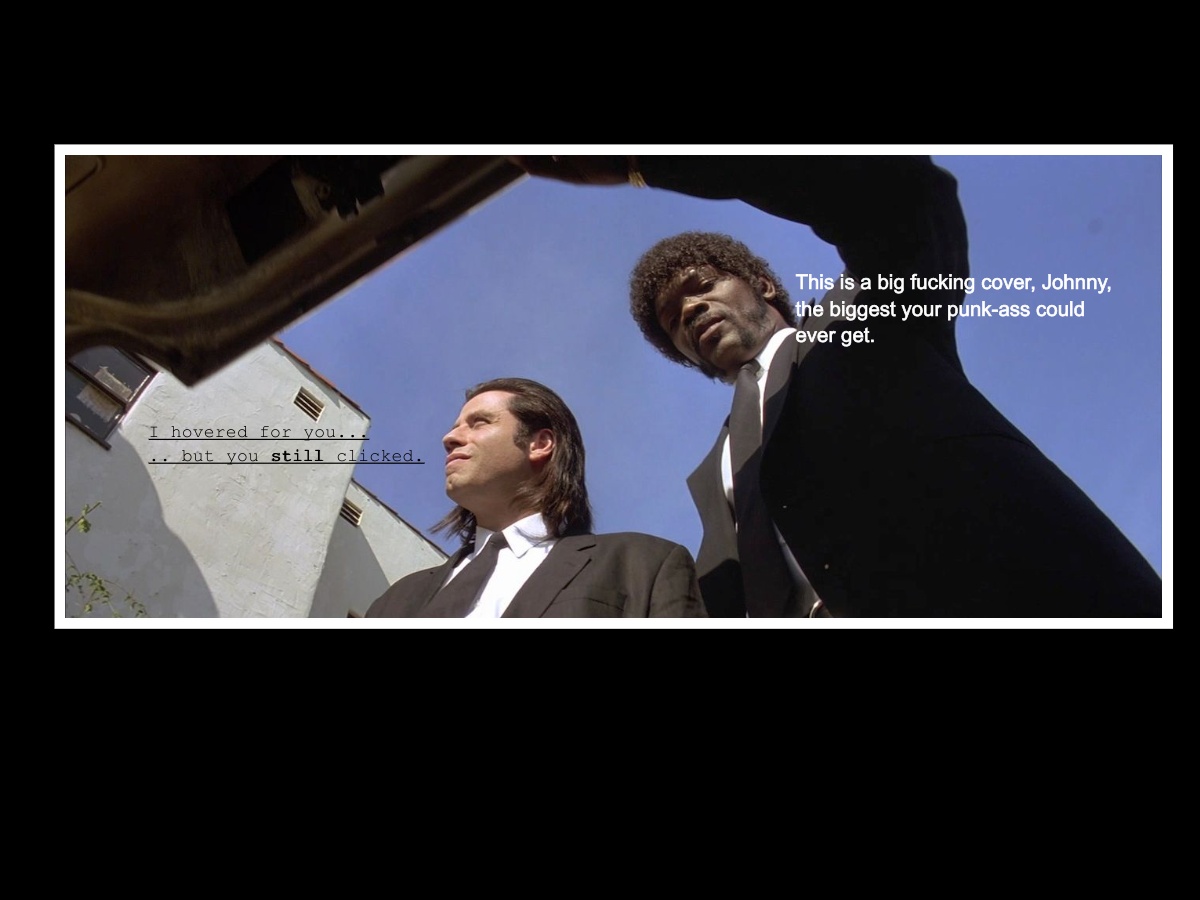 This is a big fucking cover, Johnny,
the biggest your punk-ass could
ever get.
I hovered for you...
.. but you still clicked.